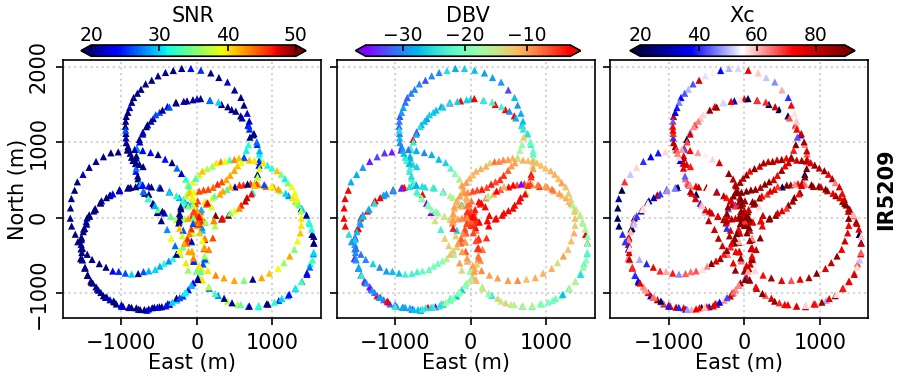 SNR DBV Xc
20 30 40 50 −30 −20 −10 20 40 60 80
2000
1000
0
−1000
North (m)
IR5209
−1000 0 1000 −1000 0 1000 −1000 0 1000
East (m) East (m) East (m)